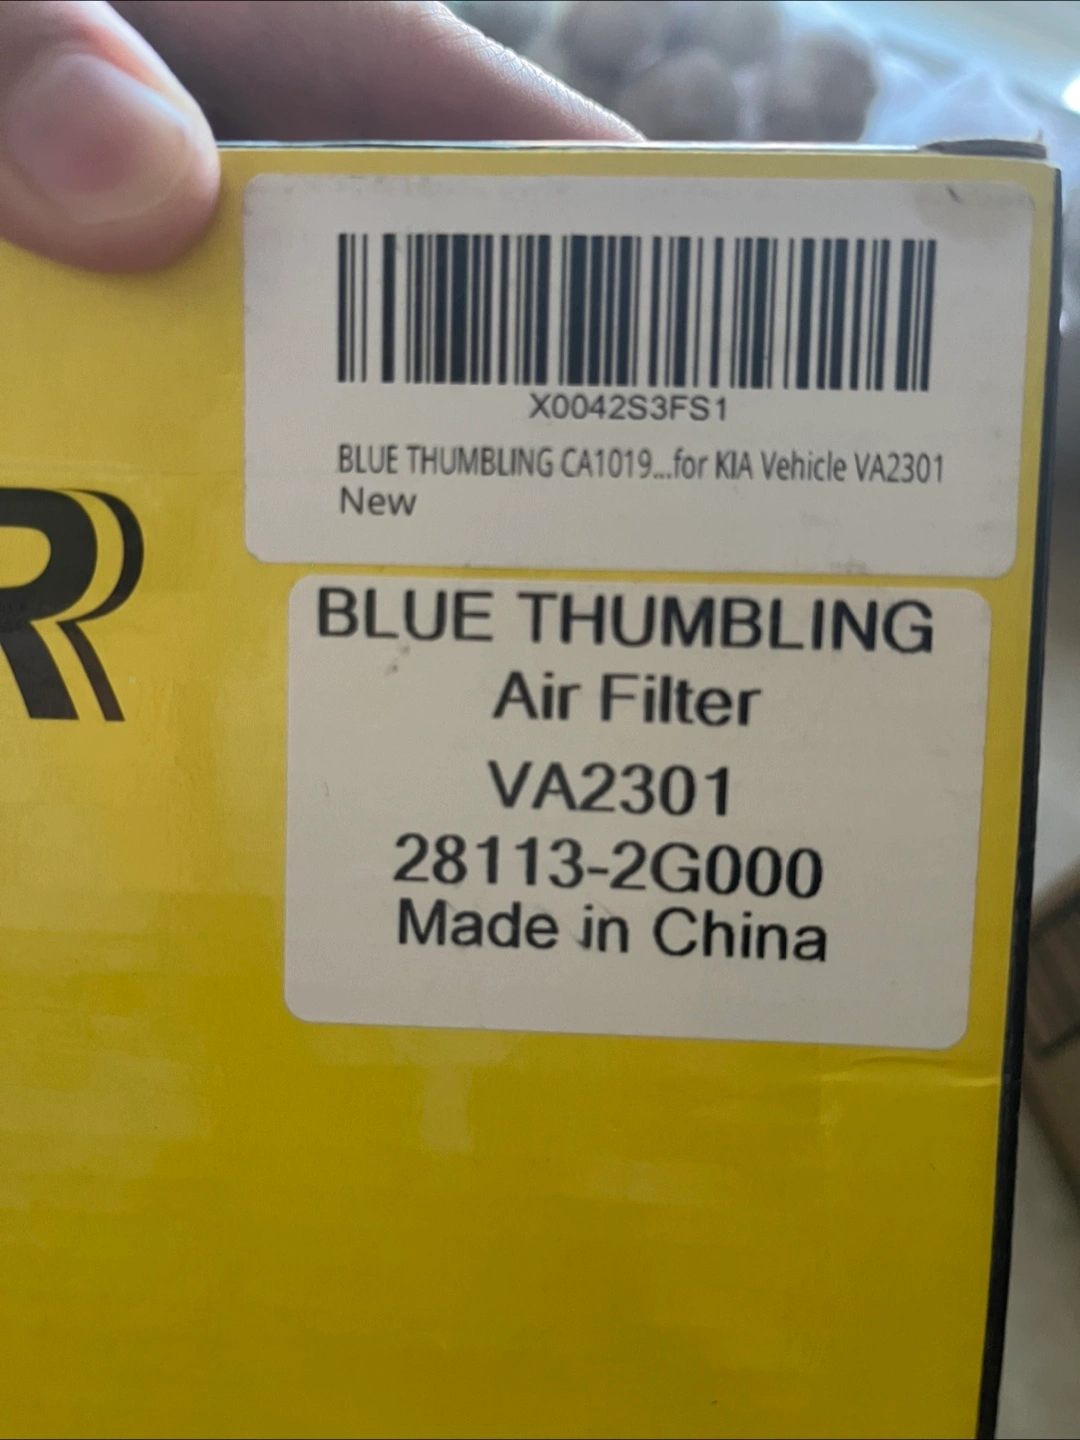 X0042S3FS1
BLUE THUMBLING CA1019...for KIA Vehicle VA2301
New
R
BLUE THUMBLING
Air Filter
VA2301
28113-2G000
Made in China